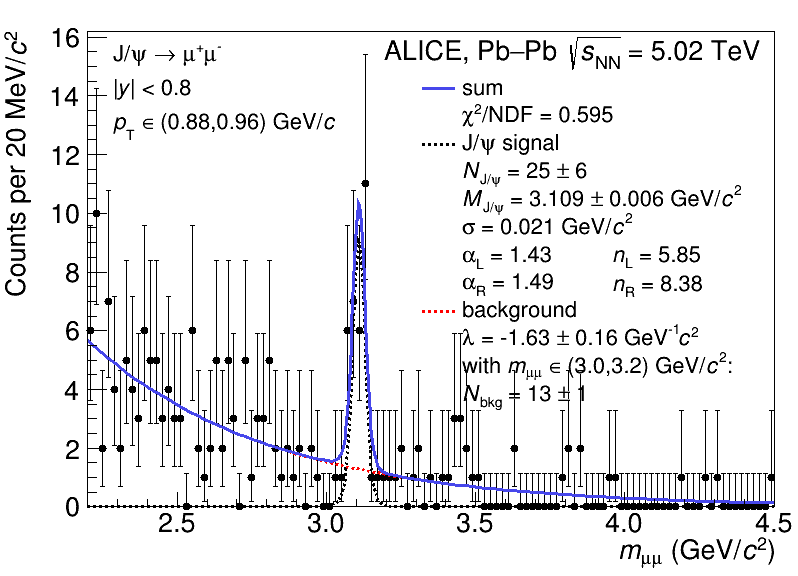 ALICE, Pb–Pb √s_NN = 5.02 TeV
J/ψ → μ⁺μ⁻
|y| < 0.8
p_T ∈ (0.88,0.96) GeV/c
sum
χ²/NDF = 0.595
J/ψ signal
N_J/ψ = 25 ± 6
M_J/ψ = 3.109 ± 0.006 GeV/c²
σ = 0.021 GeV/c²
α_L = 1.43 n_L = 5.85
α_R = 1.49 n_R = 8.38
background
λ = -1.63 ± 0.16 GeV⁻¹c²
with m_μμ ∈ (3.0,3.2) GeV/c²:
N_bkg = 13 ± 1
Counts per 20 MeV/c²
16
14
12
10
8
6
4
2
0
2.5 3.0 3.5 4.0 4.5
m_μμ (GeV/c²)